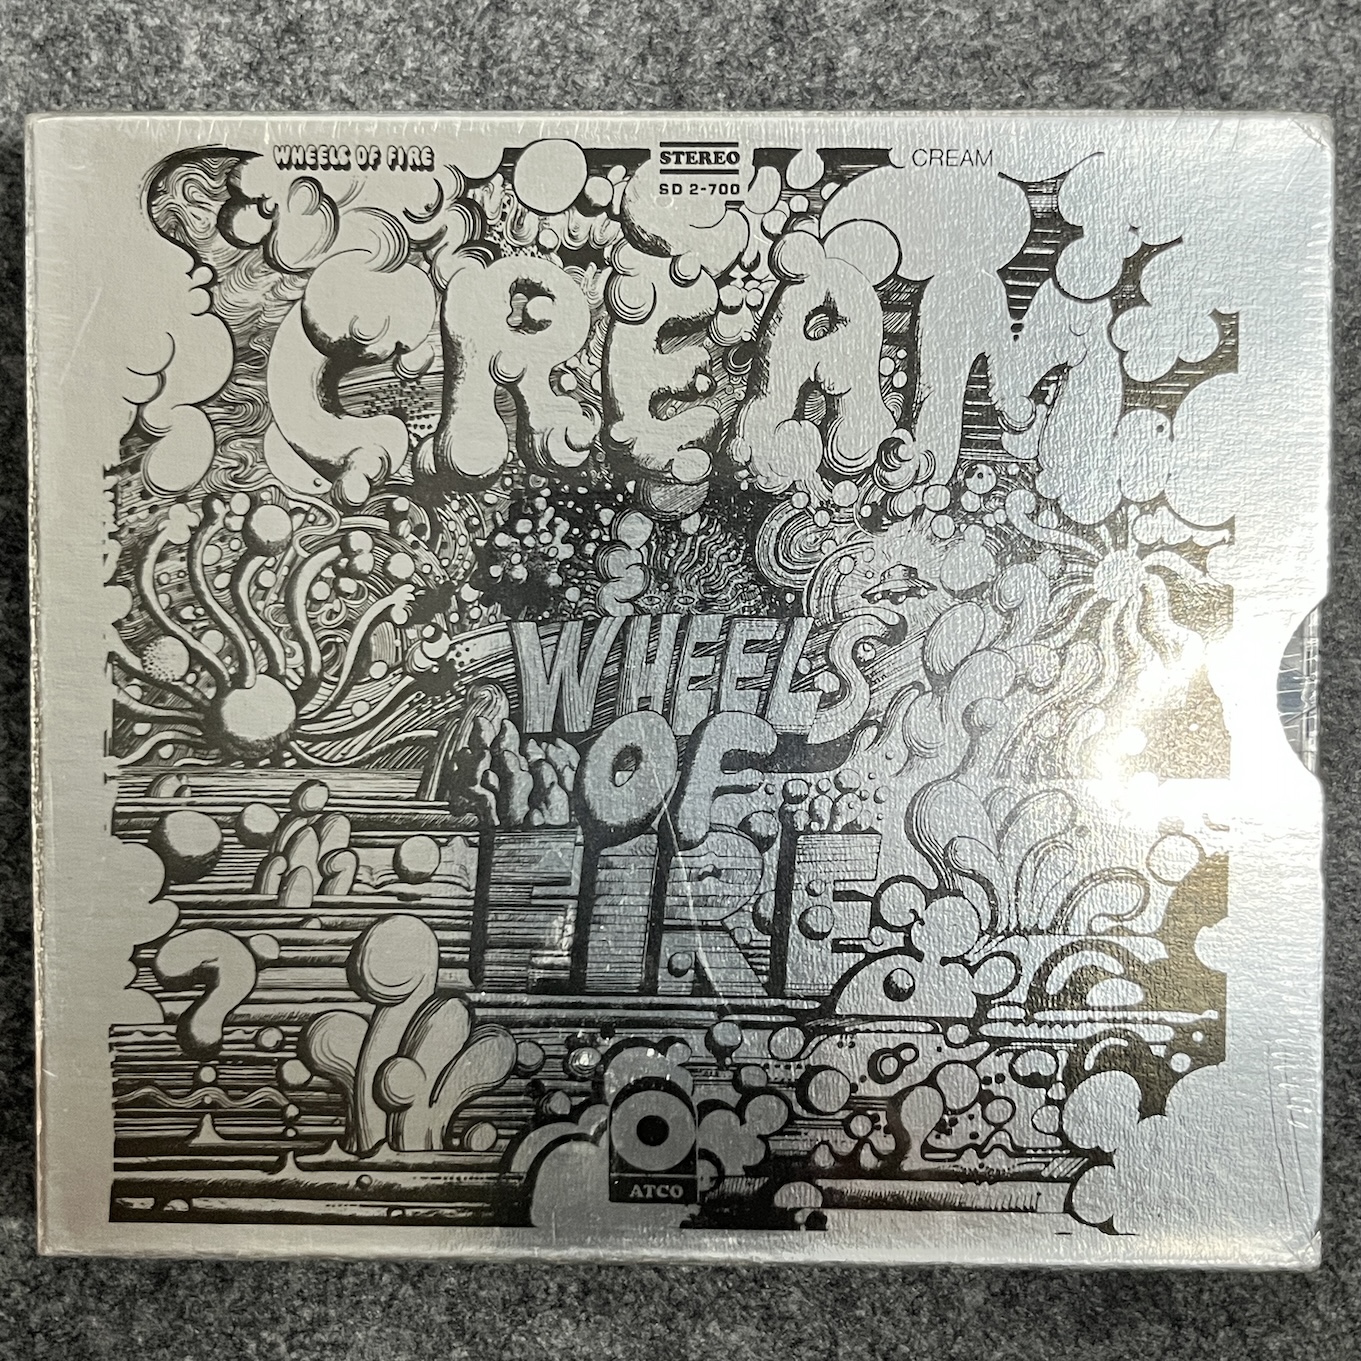 WHEELS OF FIRE
STEREO
SD 2-700
CREAM
CREAM
WHEELS
OF
FIRE
ATCO